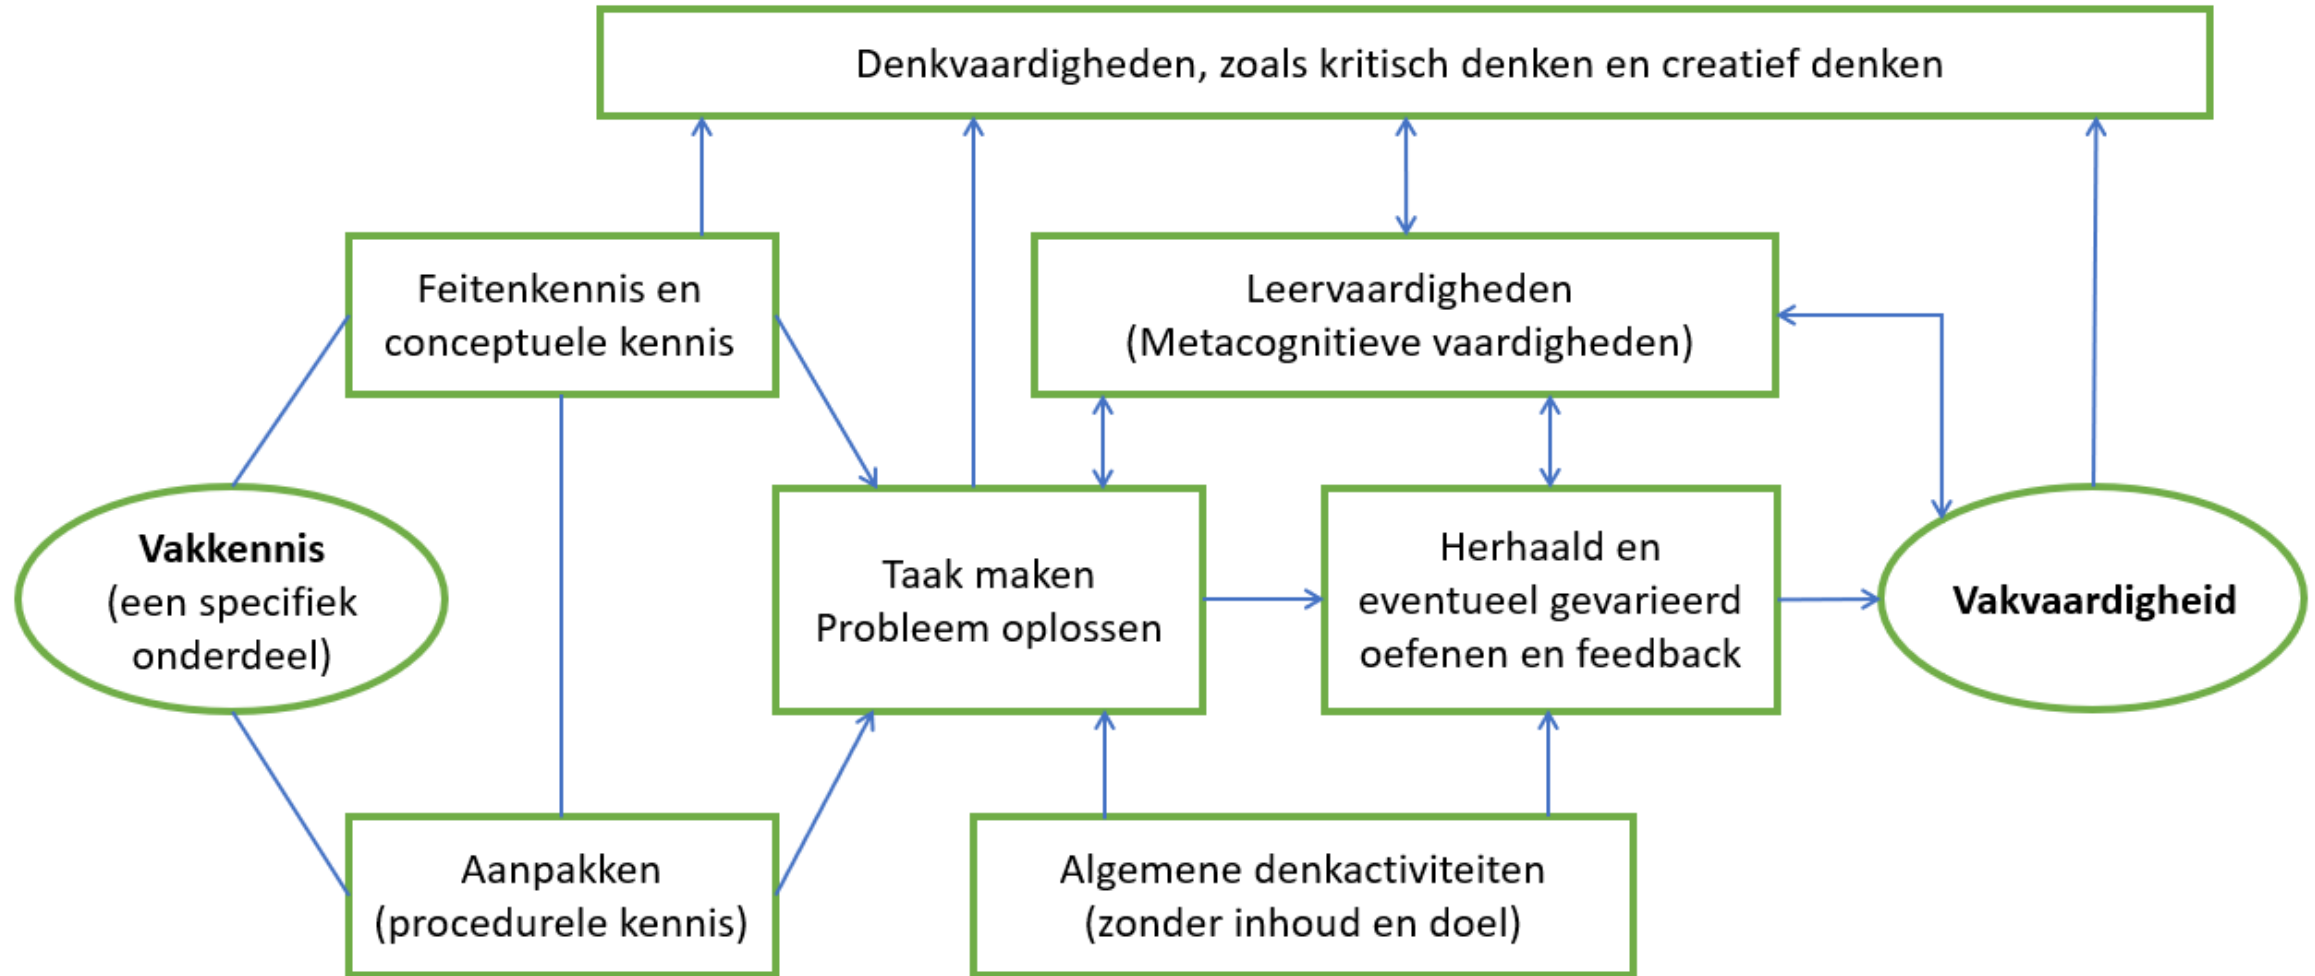 Denkvaardigheden, zoals kritisch denken en creatief denken
Feitenkennis en
conceptuele kennis
Leervaardigheden
(Metacognitieve vaardigheden)
Vakkennis
(een specifiek
onderdeel)
Taak maken
Probleem oplossen
Herhaald en
eventueel gevarieerd
oefenen en feedback
Vakvaardigheid
Aanpakken
(procedurele kennis)
Algemene denkactiviteiten
(zonder inhoud en doel)